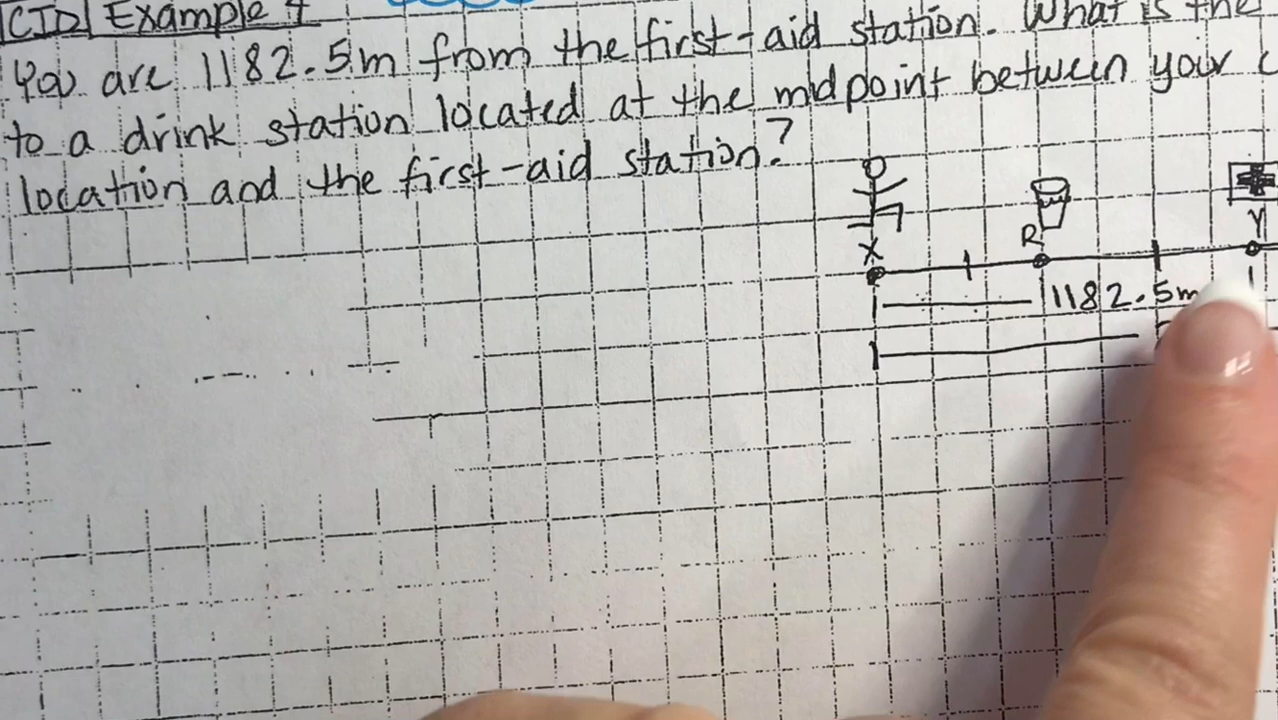 CJD Example 4
You are 1182.5m from the first-aid station. What is the
to a drink station located at the midpoint between your
location and the first-aid station?
R
X
Y
1182.5m